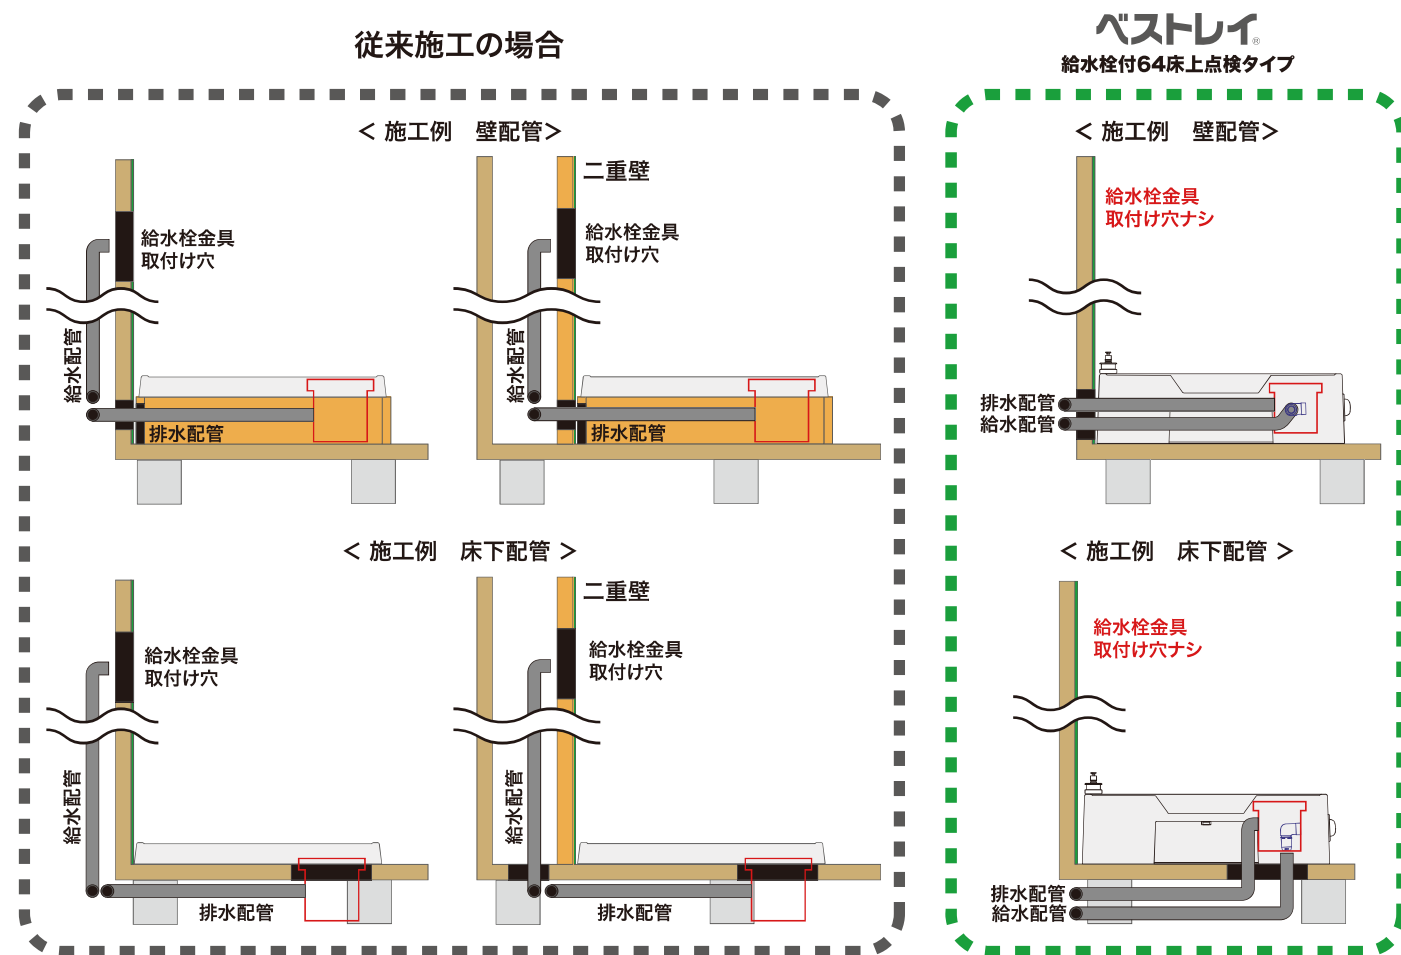 従来施工の場合
＜ 施工例　壁配管＞
給水栓金具
取付け穴
給水配管
排水配管
二重壁
給水栓金具
取付け穴
給水配管
排水配管
＜ 施工例　床下配管 ＞
給水栓金具
取付け穴
給水配管
排水配管
二重壁
給水栓金具
取付け穴
給水配管
排水配管
ベストレイ®
給水栓付64床上点検タイプ
＜ 施工例　壁配管＞
給水栓金具
取付け穴ナシ
排水配管
給水配管
＜ 施工例　床下配管 ＞
給水栓金具
取付け穴ナシ
排水配管
給水配管